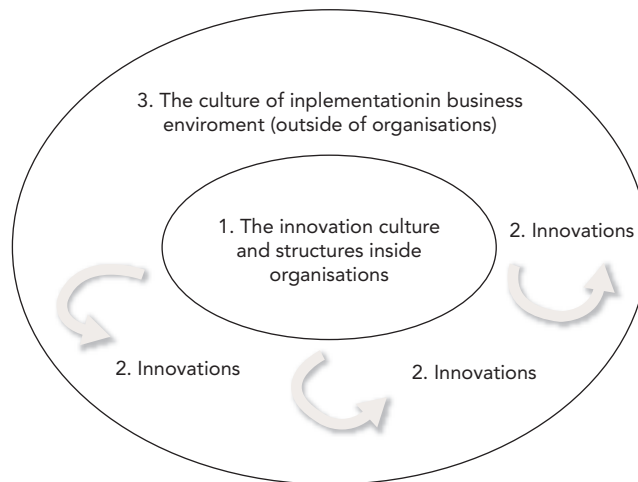 3. The culture of inplementationin business
enviroment (outside of organisations)
1. The innovation culture
and structures inside
organisations
2. Innovations
2. Innovations
2. Innovations